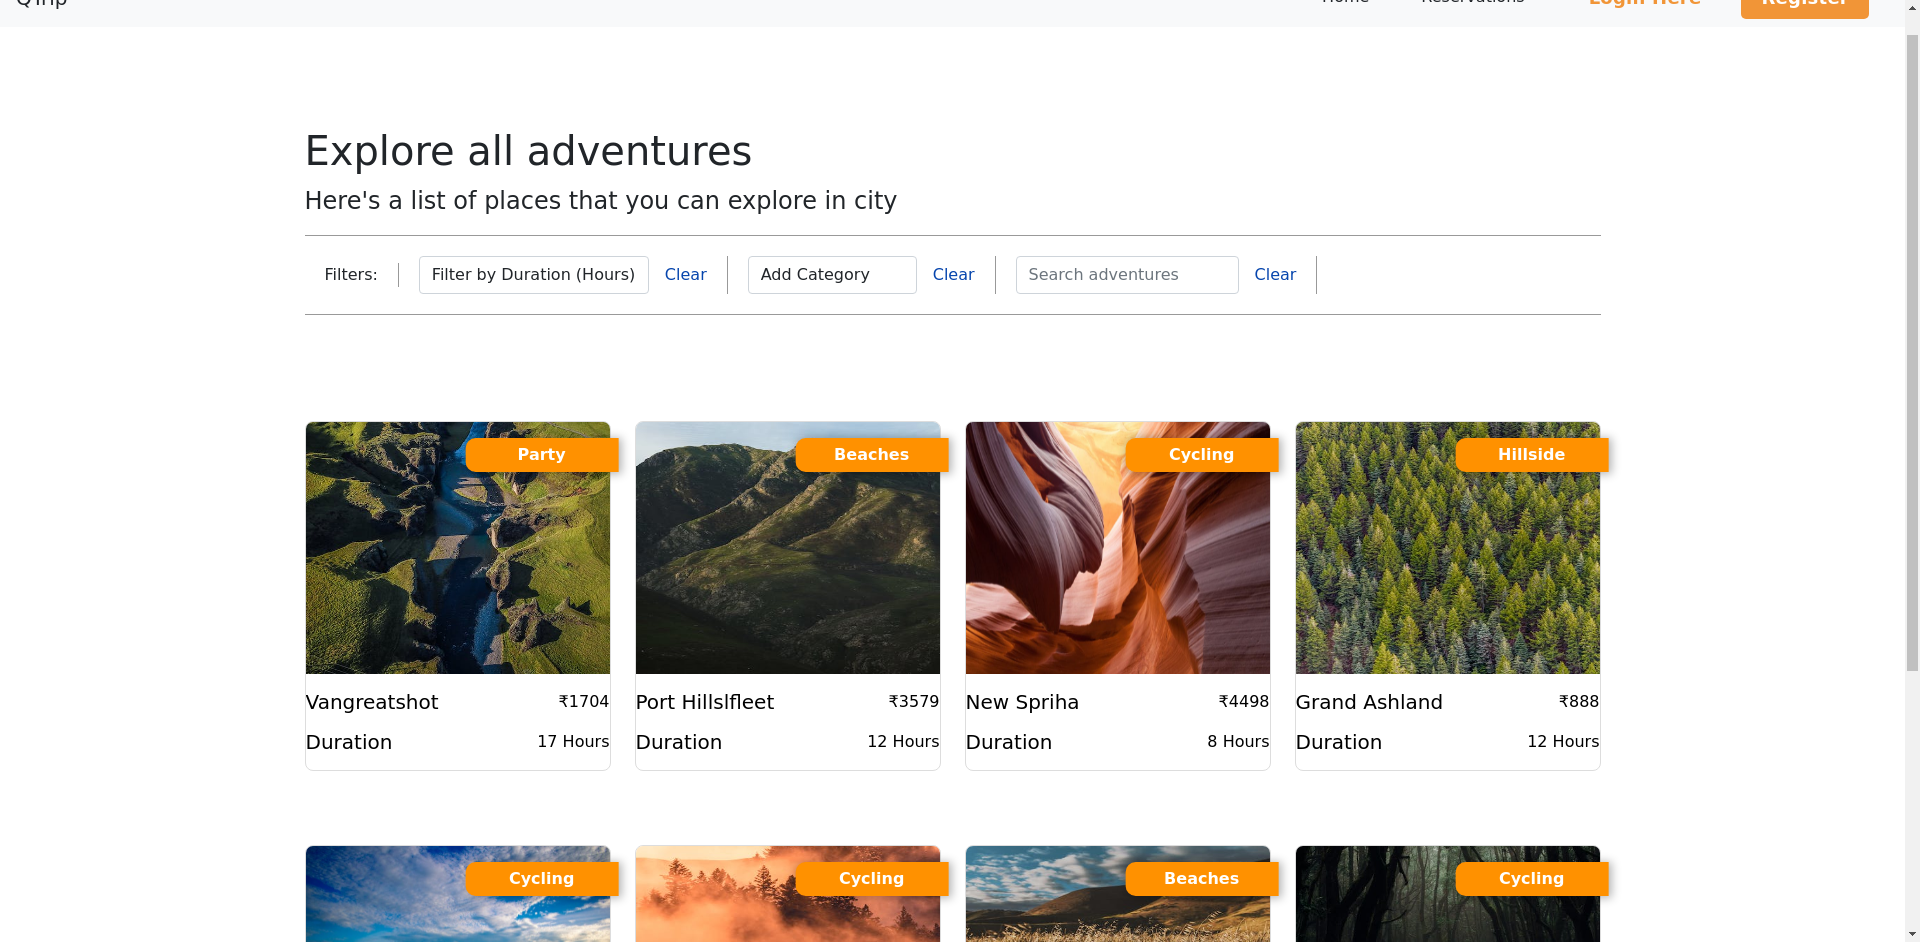 QTrip
Home Reservations Login Here Register
Explore all adventures
Here's a list of places that you can explore in city
Filters: Filter by Duration (Hours) Clear Add Category Clear Search adventures Clear
Party Beaches Cycling Hillside
Vangreatshot ₹1704 Port Hillslfleet ₹3579 New Spriha ₹4498 Grand Ashland ₹888
Duration 17 Hours Duration 12 Hours Duration 8 Hours Duration 12 Hours
Cycling Cycling Beaches Cycling